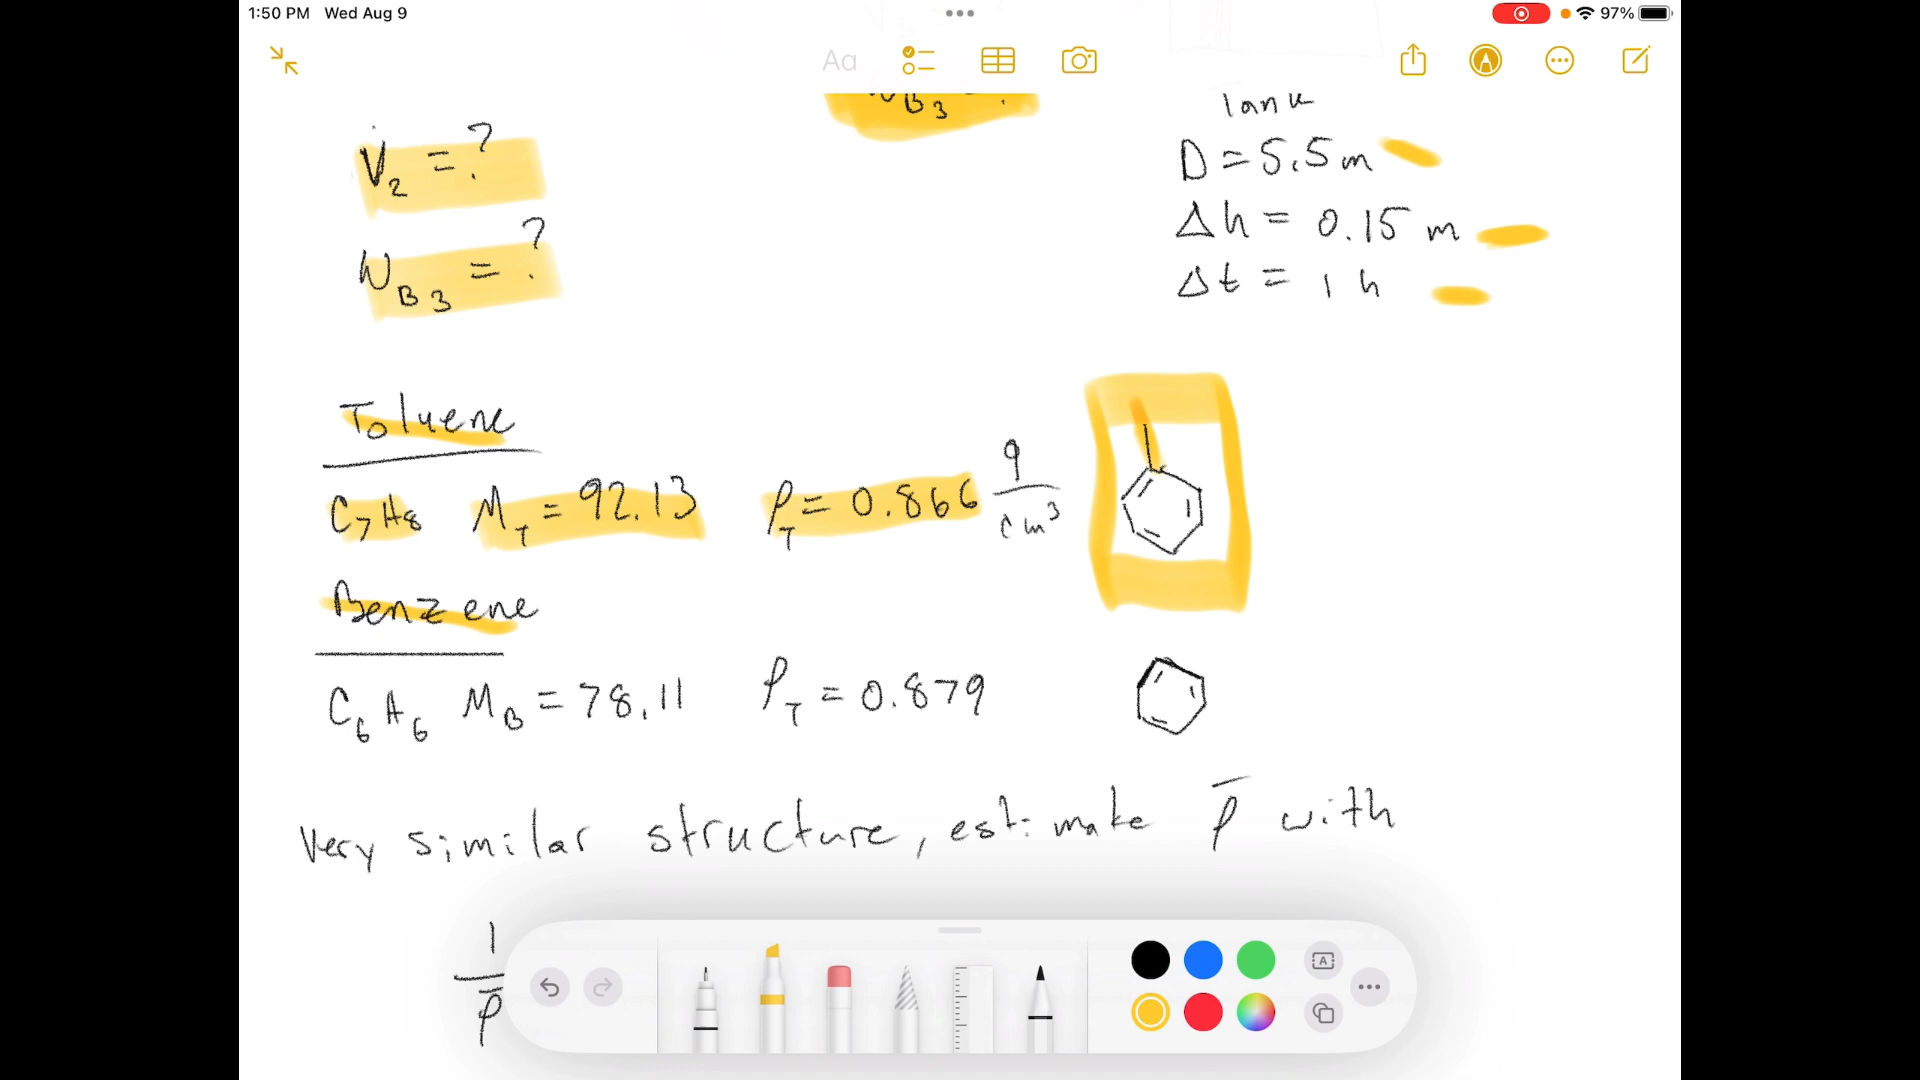 1:50 PM Wed Aug 9
97%
Aa
B3
Tank
V̇2 = ?
D = 5.5 m
Δh = 0.15 m
WB3 = ?
Δt = 1 h
Toluene
C7H8 MT = 92.13 ρT = 0.866 g/cm³
Benzene
C6H6 MB = 78.11 ρT = 0.879
Very similar structure, estimate ρ̄ with
1/ρ̄
A